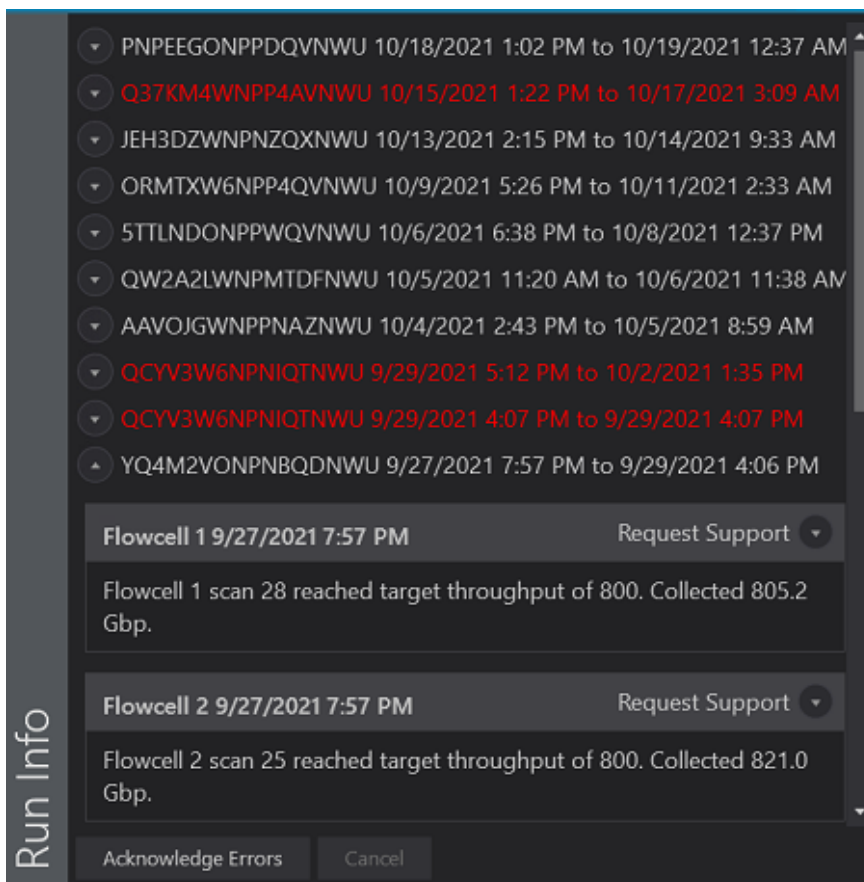 PNPEEGONPPDQVNWU 10/18/2021 1:02 PM to 10/19/2021 12:37 AM
Q37KM4WNPP4AVNWU 10/15/2021 1:22 PM to 10/17/2021 3:09 AM
JEH3DZWNPNZQXNWU 10/13/2021 2:15 PM to 10/14/2021 9:33 AM
ORMTXW6NPP4QVNWU 10/9/2021 5:26 PM to 10/11/2021 2:33 AM
5TTLNDONPPWQVNWU 10/6/2021 6:38 PM to 10/8/2021 12:37 PM
QW2A2LWNPMTDFNWU 10/5/2021 11:20 AM to 10/6/2021 11:38 AM
AAVOJGWNPPNAZNWU 10/4/2021 2:43 PM to 10/5/2021 8:59 AM
QCYV3W6NPNIQTNWU 9/29/2021 5:12 PM to 10/2/2021 1:35 PM
QCYV3W6NPNIQTNWU 9/29/2021 4:07 PM to 9/29/2021 4:07 PM
YQ4M2VONPNBQDNWU 9/27/2021 7:57 PM to 9/29/2021 4:06 PM
Flowcell 1 9/27/2021 7:57 PM Request Support
Flowcell 1 scan 28 reached target throughput of 800. Collected 805.2
Gbp.
Flowcell 2 9/27/2021 7:57 PM Request Support
Flowcell 2 scan 25 reached target throughput of 800. Collected 821.0
Gbp.
Run Info
Acknowledge Errors Cancel